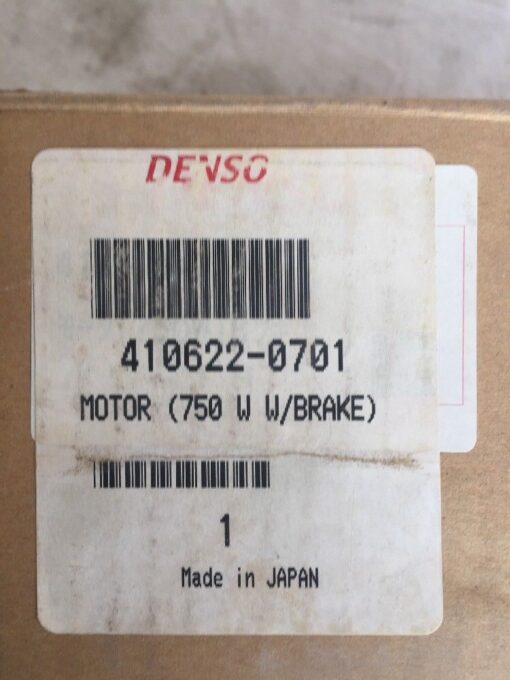 DENSO
410622-0701
MOTOR (750 W W/BRAKE)
1
Made in JAPAN